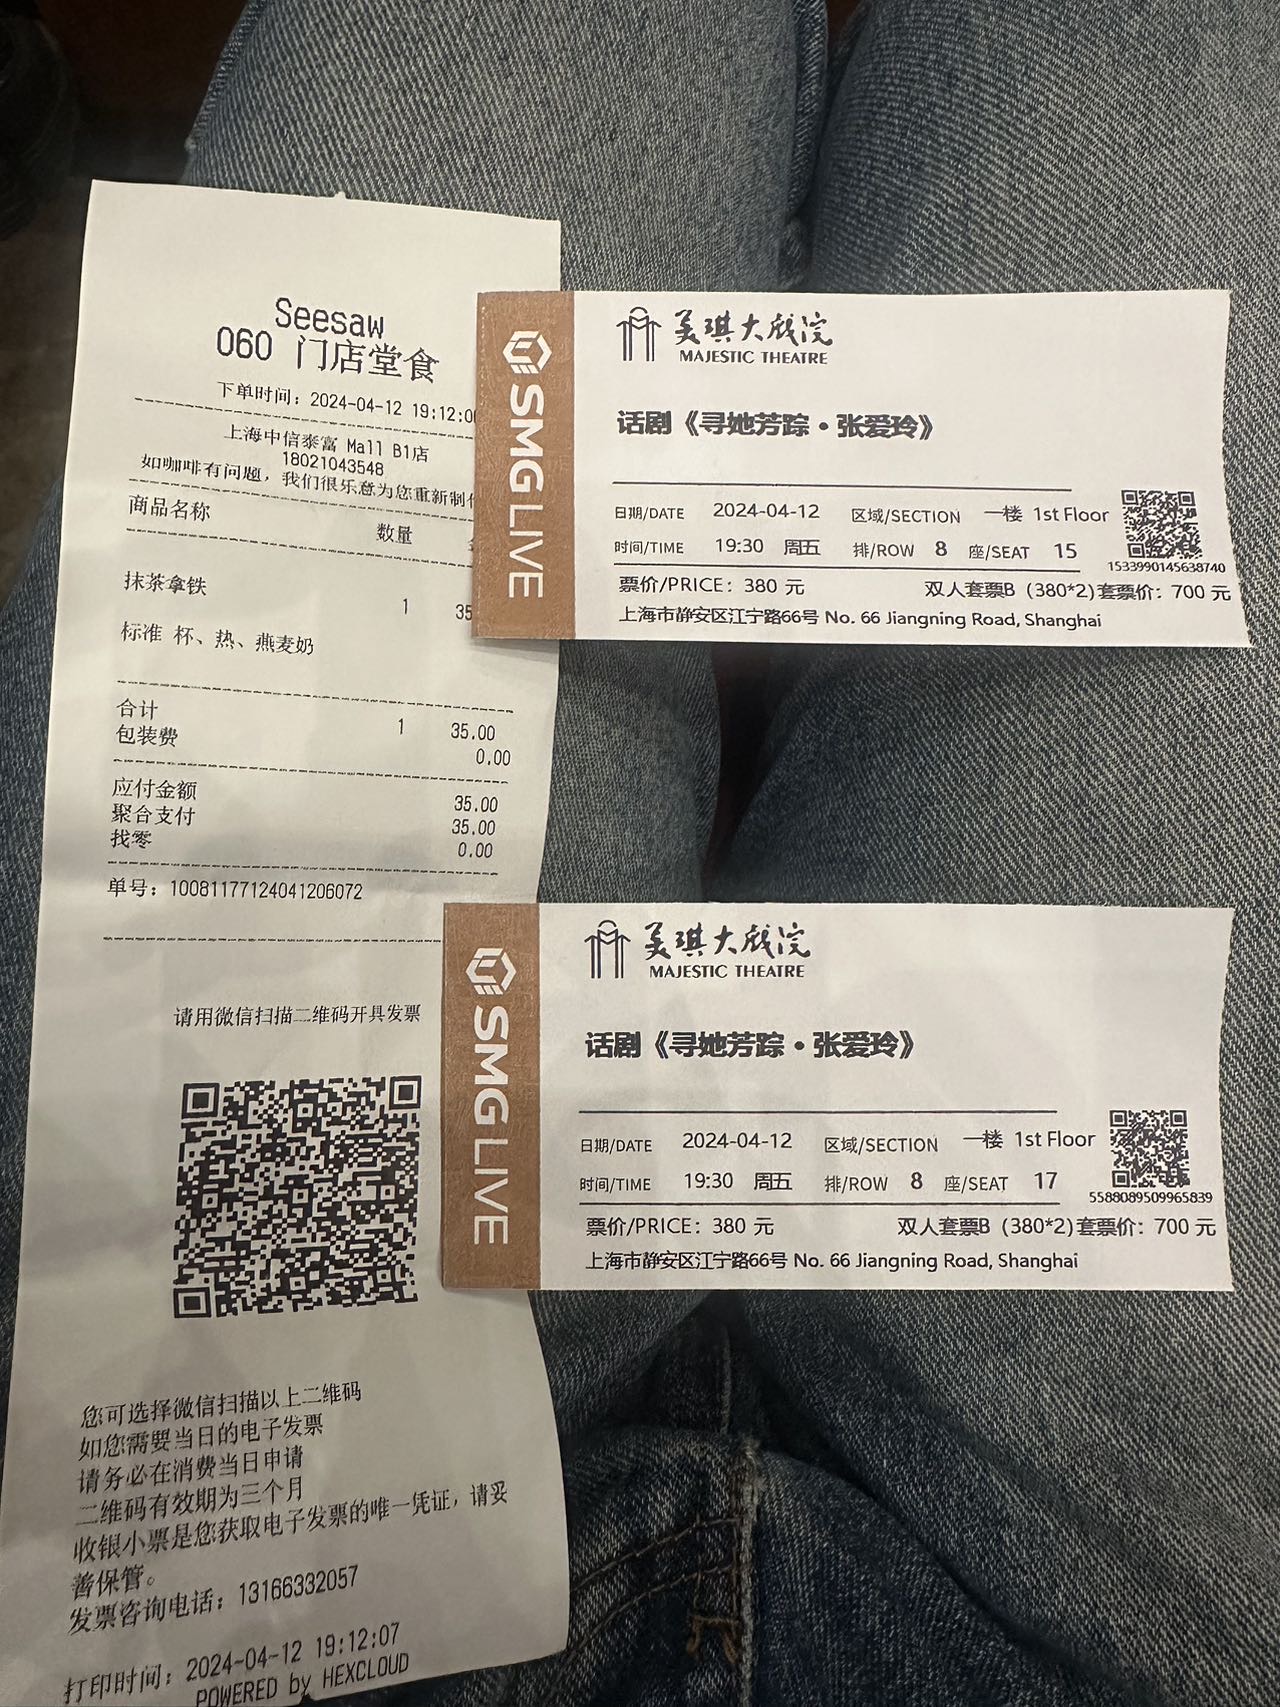 Seesaw
060 门店堂食
下单时间：2024-04-12 19:12:0
上海中信泰富 Mall B1店
18021043548
如咖啡有问题，我们很乐意为您重新制
商品名称 数量
抹茶拿铁 1 35
标准 杯、热、燕麦奶
合计 1 35.00
包装费 0.00
应付金额 35.00
聚合支付 35.00
找零 0.00
单号：10081177124041206072
请用微信扫描二维码开具发票
您可选择微信扫描以上二维码
如您需要当日的电子发票
请务必在消费当日申请
二维码有效期为三个月
收银小票是您获取电子发票的唯一凭证，请妥
善保管。
发票咨询电话：13166332057
打印时间：2024-04-12 19:12:07
POWERED by HEXCLOUD
SMG LIVE
美琪大戏院
MAJESTIC THEATRE
话剧《寻她芳踪·张爱玲》
日期/DATE 2024-04-12 区域/SECTION 一楼 1st Floor
时间/TIME 19:30 周五 排/ROW 8 座/SEAT 15
1533990145638740
票价/PRICE：380 元 双人套票B（380*2)套票价：700 元
上海市静安区江宁路66号 No. 66 Jiangning Road, Shanghai
SMG LIVE
美琪大戏院
MAJESTIC THEATRE
话剧《寻她芳踪·张爱玲》
日期/DATE 2024-04-12 区域/SECTION 一楼 1st Floor
时间/TIME 19:30 周五 排/ROW 8 座/SEAT 17
5588089509965839
票价/PRICE：380 元 双人套票B（380*2)套票价：700 元
上海市静安区江宁路66号 No. 66 Jiangning Road, Shanghai